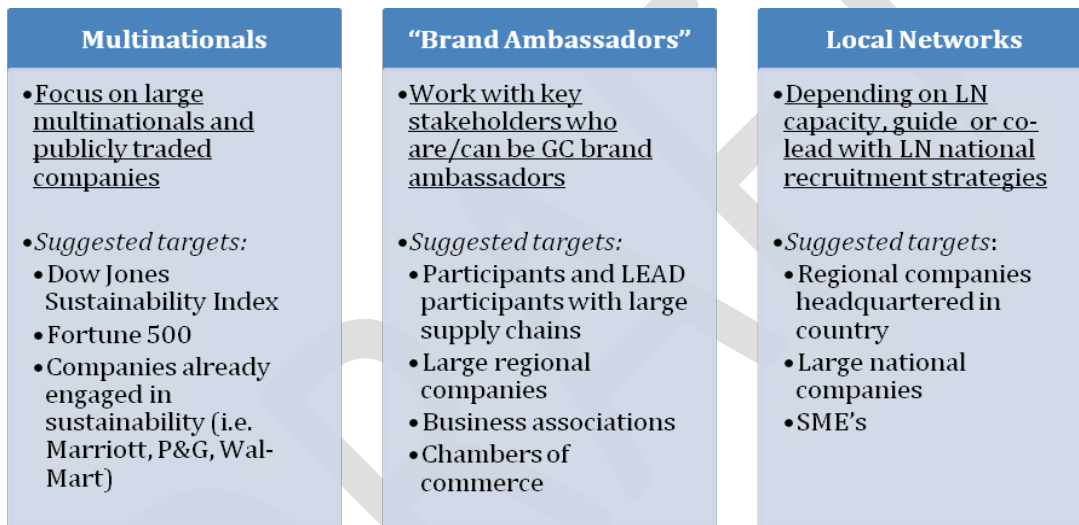 Multinationals
•Focus on large
multinationals and
publicly traded
companies
•Suggested targets:
•Dow Jones
Sustainability Index
•Fortune 500
•Companies already
engaged in
sustainability (i.e.
Marriott, P&G, Wal-
Mart)
“Brand Ambassadors”
•Work with key
stakeholders who
are/can be GC brand
ambassadors
•Suggested targets:
•Participants and LEAD
participants with large
supply chains
•Large regional
companies
•Business associations
•Chambers of
commerce
Local Networks
•Depending on LN
capacity, guide or co-
lead with LN national
recruitment strategies
•Suggested targets:
•Regional companies
headquartered in
country
•Large national
companies
•SME's